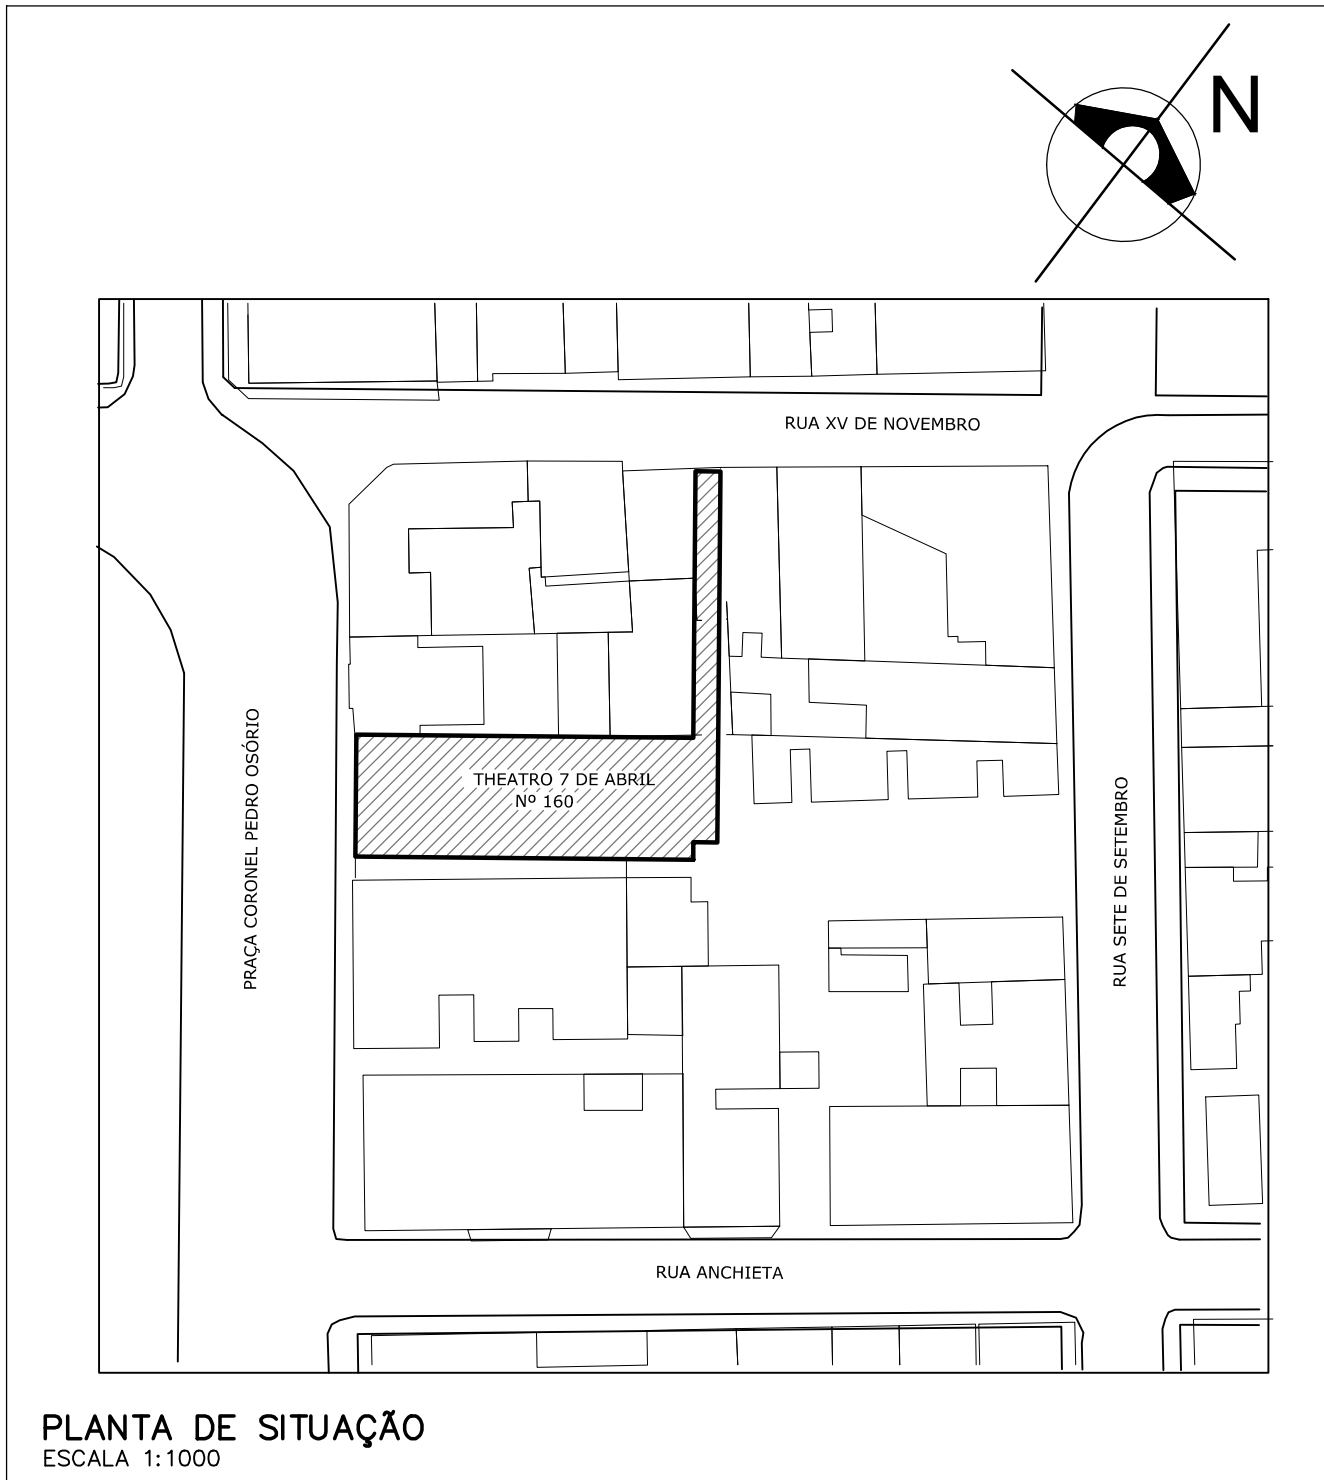 N
RUA XV DE NOVEMBRO
PRAÇA CORONEL PEDRO OSÓRIO
THEATRO 7 DE ABRIL
Nº 160
RUA SETE DE SETEMBRO
RUA ANCHIETA
PLANTA DE SITUAÇÃO
ESCALA 1:1000